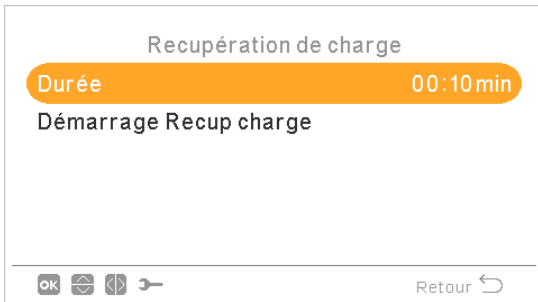 Recupération de charge
Durée 00:10min
Démarrage Recup charge
OK Retour